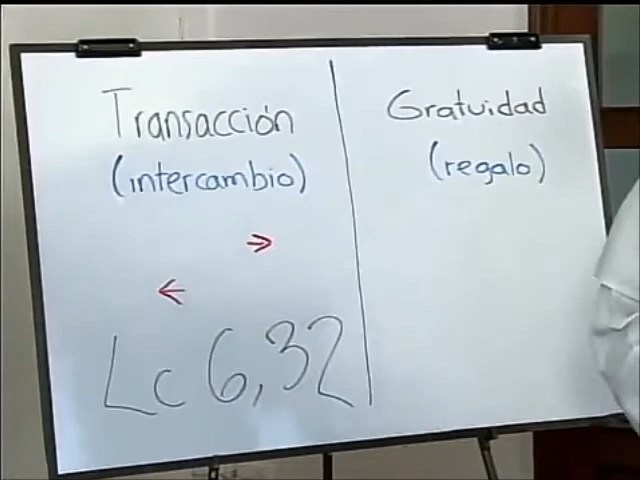 Transacción
(intercambio)
→
←
Lc 6,32
Gratuidad
(regalo)